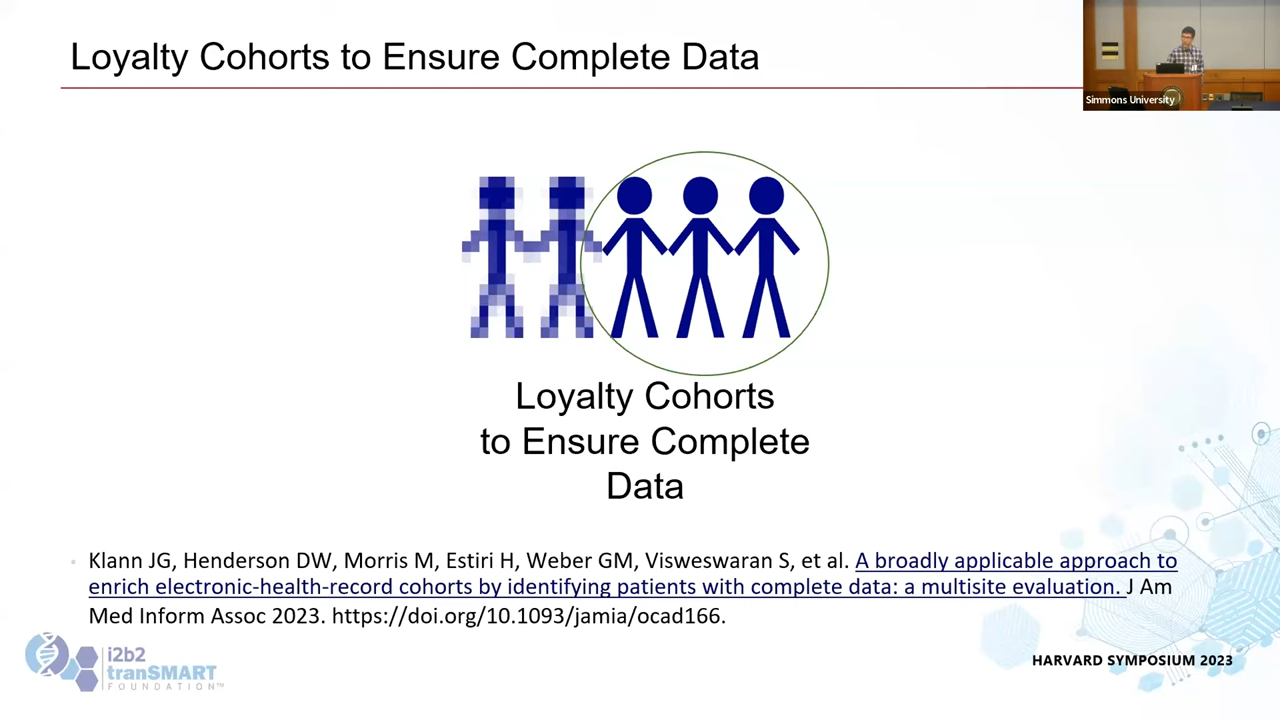 Loyalty Cohorts to Ensure Complete Data
Simmons University
Loyalty Cohorts
to Ensure Complete
Data
Klann JG, Henderson DW, Morris M, Estiri H, Weber GM, Visweswaran S, et al. A broadly applicable approach to
enrich electronic-health-record cohorts by identifying patients with complete data: a multisite evaluation. J Am
Med Inform Assoc 2023. https://doi.org/10.1093/jamia/ocad166.
i2b2
tranSMART
FOUNDATION™
HARVARD SYMPOSIUM 2023